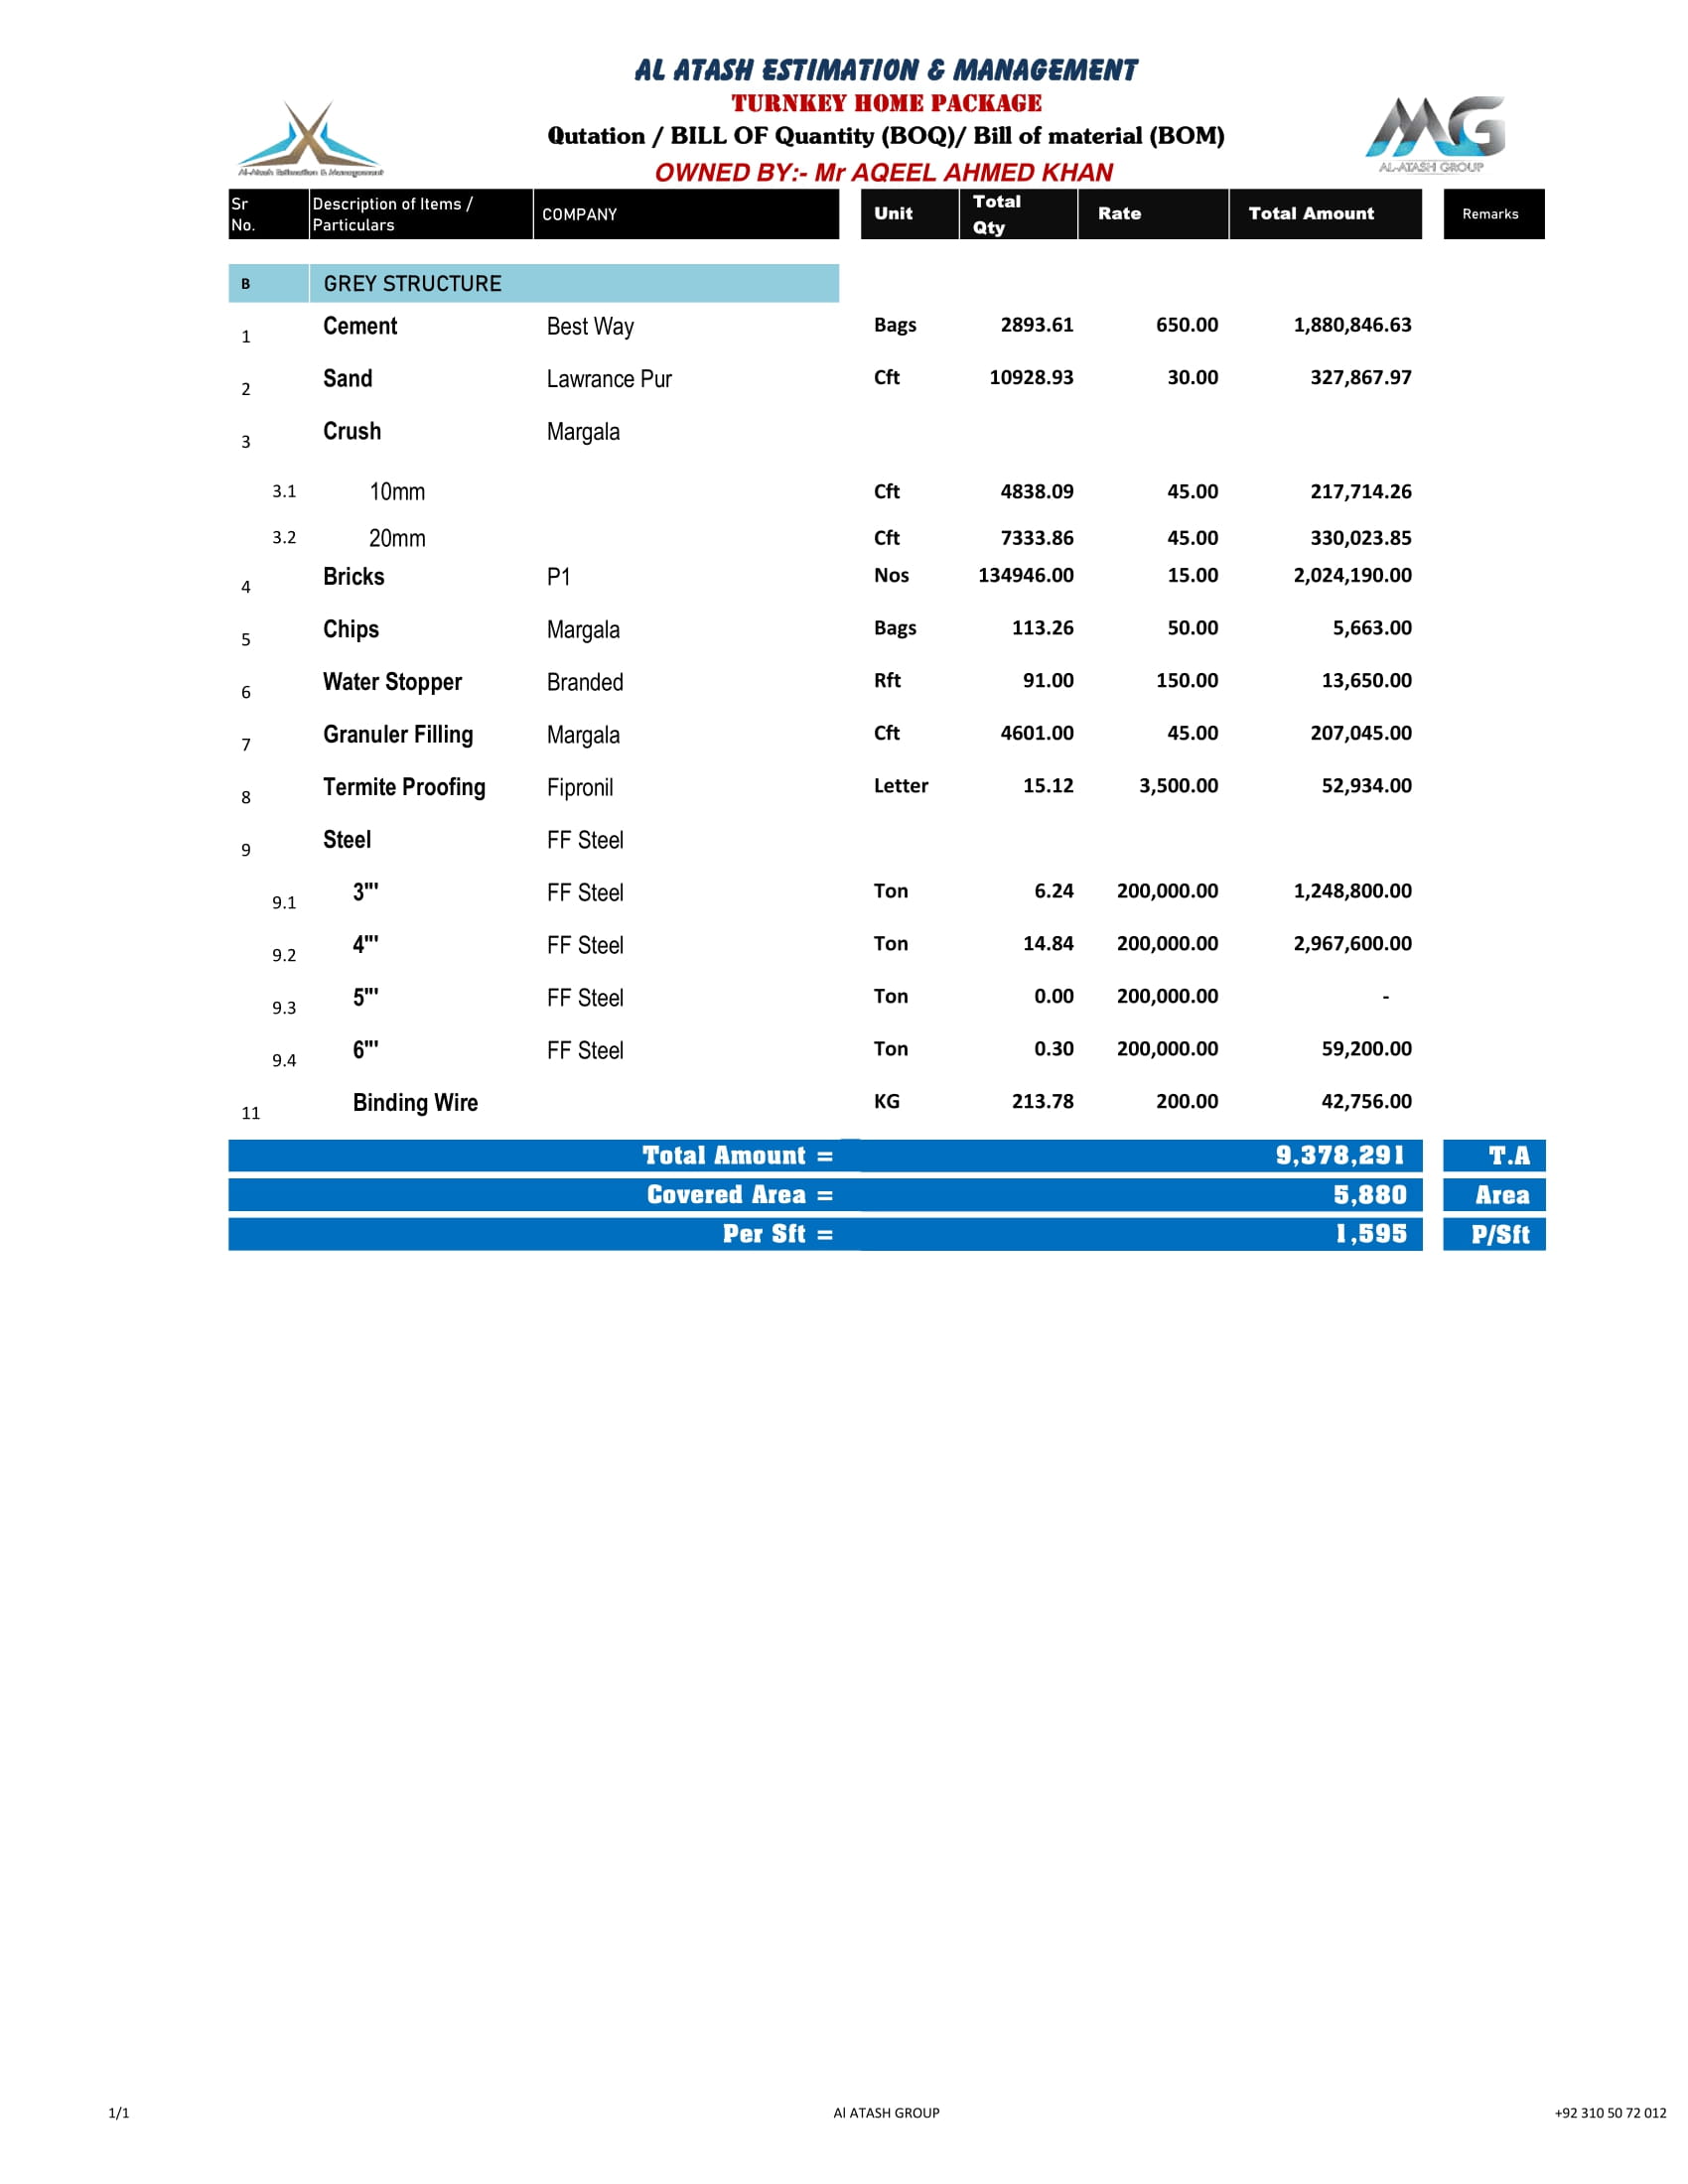 AL ATASH ESTIMATION & MANAGEMENT
TURNKEY HOME PACKAGE
Qutation / BILL OF Quantity (BOQ)/ Bill of material (BOM)
OWNED BY:- Mr AQEEL AHMED KHAN
Al-Atash Estimation & Management
MG
AL-ATASH GROUP
Sr No. Description of Items / Particulars COMPANY Unit Total Qty Rate Total Amount Remarks
B GREY STRUCTURE
1 Cement Best Way Bags 2893.61 650.00 1,880,846.63
2 Sand Lawrance Pur Cft 10928.93 30.00 327,867.97
3 Crush Margala
3.1 10mm Cft 4838.09 45.00 217,714.26
3.2 20mm Cft 7333.86 45.00 330,023.85
4 Bricks P1 Nos 134946.00 15.00 2,024,190.00
5 Chips Margala Bags 113.26 50.00 5,663.00
6 Water Stopper Branded Rft 91.00 150.00 13,650.00
7 Granuler Filling Margala Cft 4601.00 45.00 207,045.00
8 Termite Proofing Fipronil Letter 15.12 3,500.00 52,934.00
9 Steel FF Steel
9.1 3"' FF Steel Ton 6.24 200,000.00 1,248,800.00
9.2 4"' FF Steel Ton 14.84 200,000.00 2,967,600.00
9.3 5"' FF Steel Ton 0.00 200,000.00 -
9.4 6"' FF Steel Ton 0.30 200,000.00 59,200.00
11 Binding Wire KG 213.78 200.00 42,756.00
Total Amount = 9,378,291 T.A
Covered Area = 5,880 Area
Per Sft = 1,595 P/Sft
1/1 Al ATASH GROUP +92 310 50 72 012